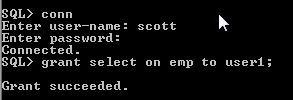 SQL> conn
Enter user-name: scott
Enter password:
Connected.
SQL> grant select on emp to user1;
Grant succeeded.